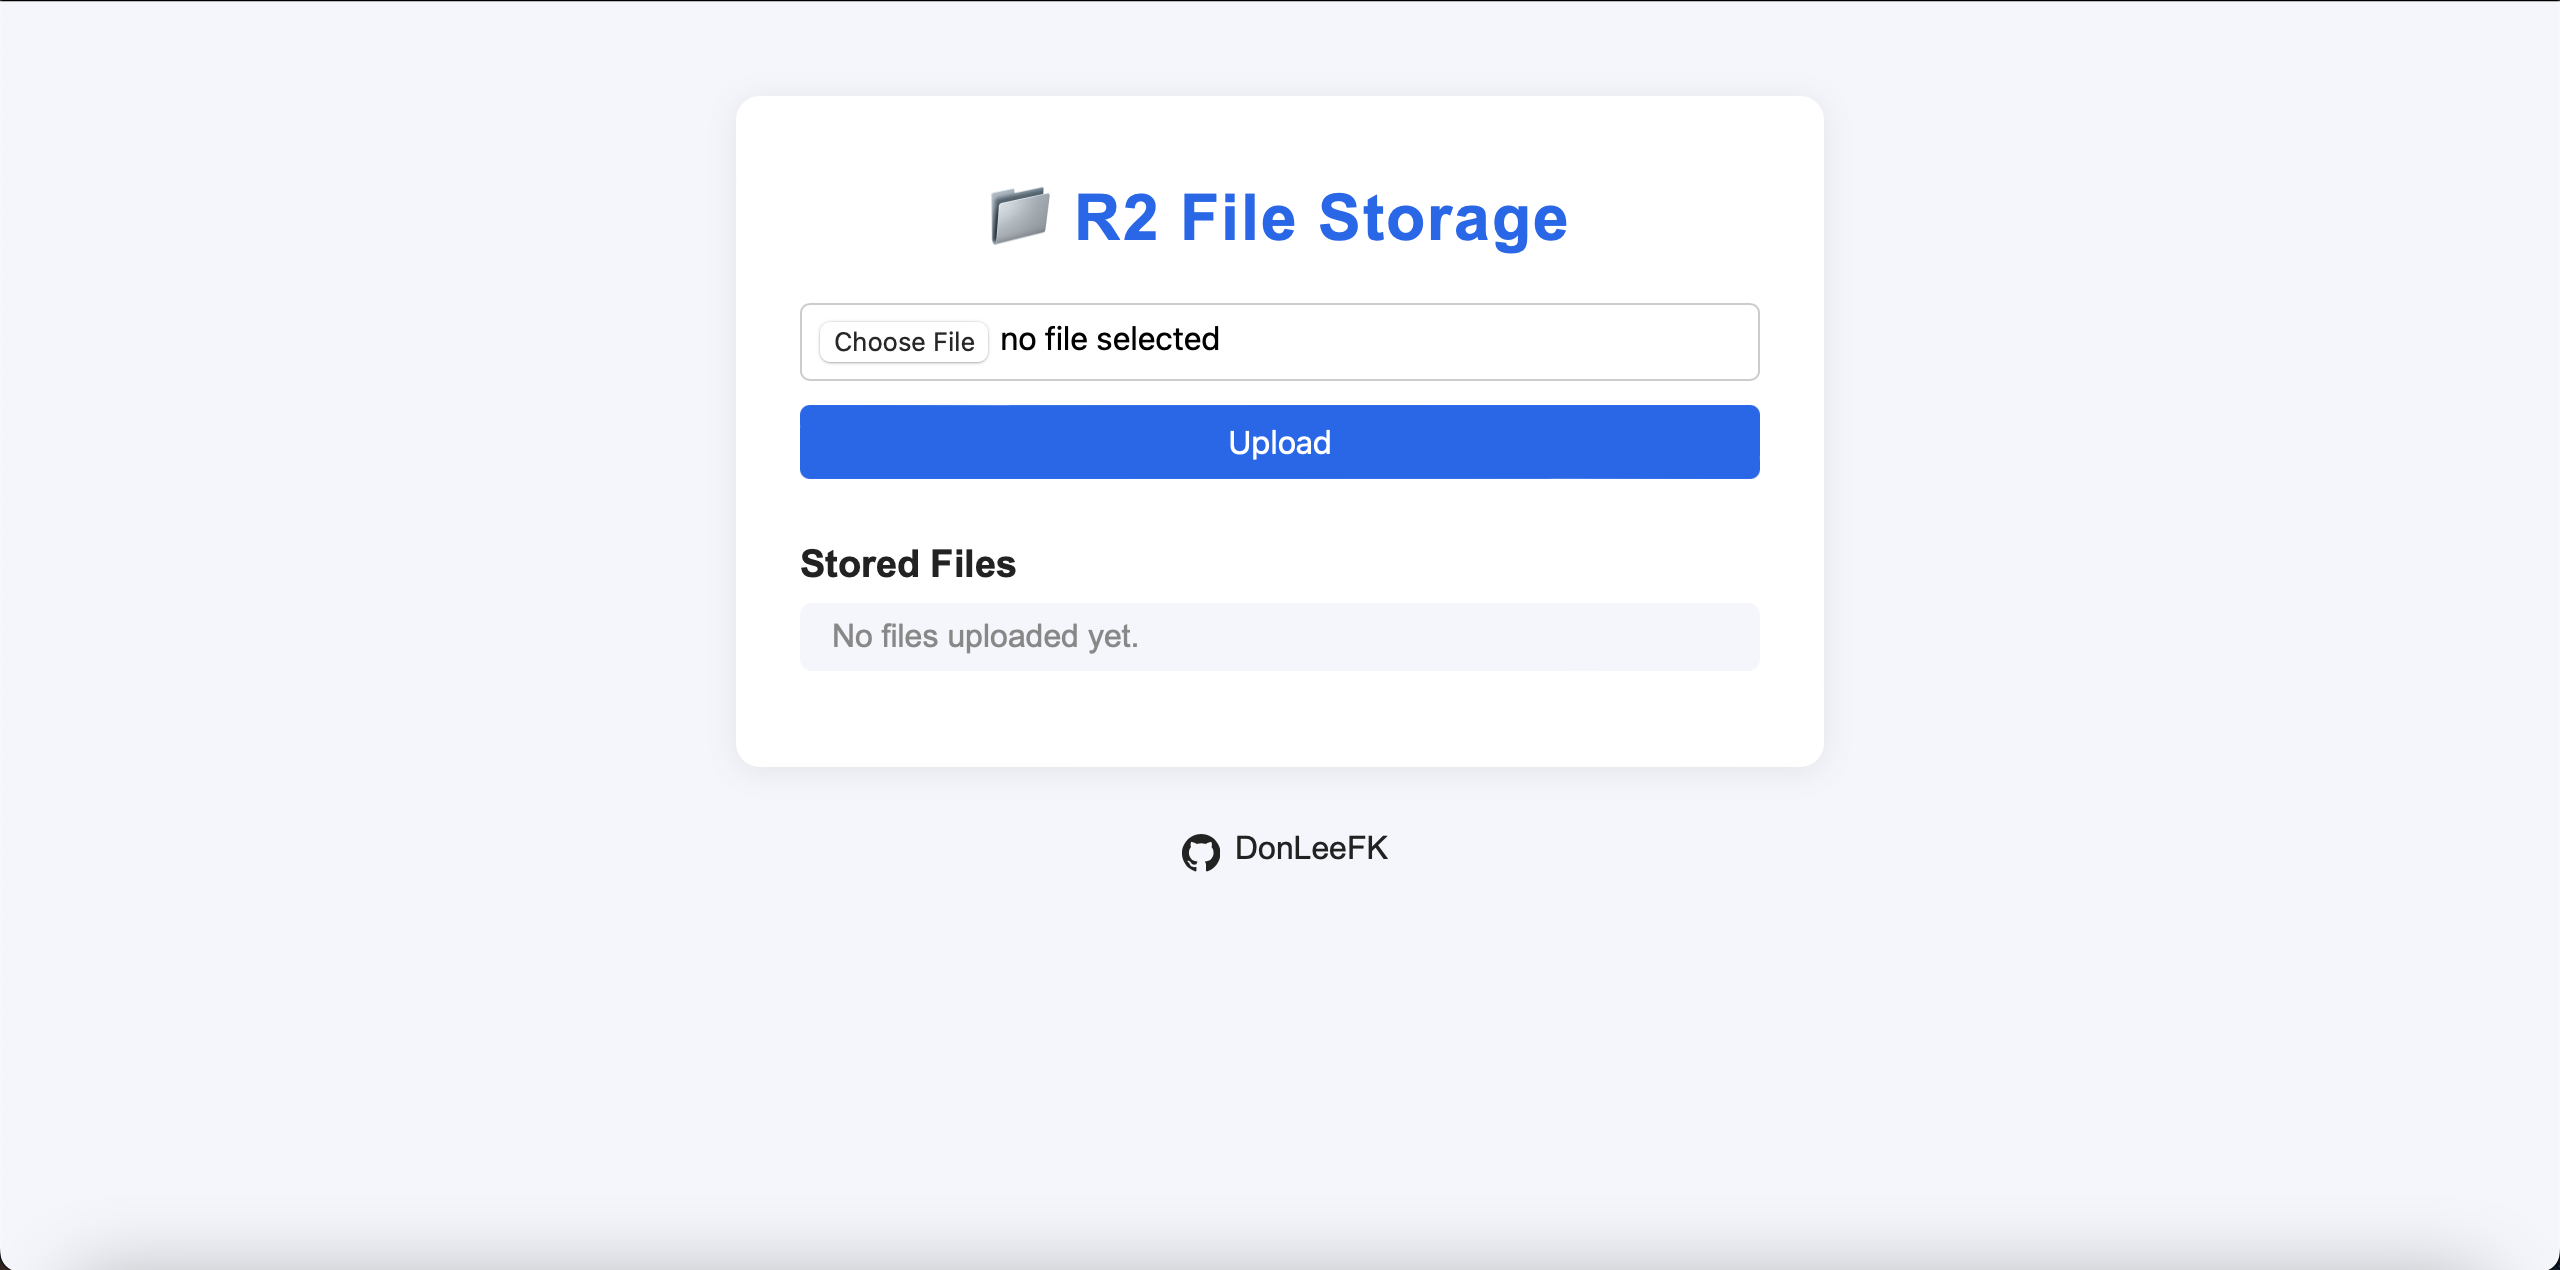 R2 File Storage
Choose File no file selected
Upload
Stored Files
No files uploaded yet.
DonLeeFK